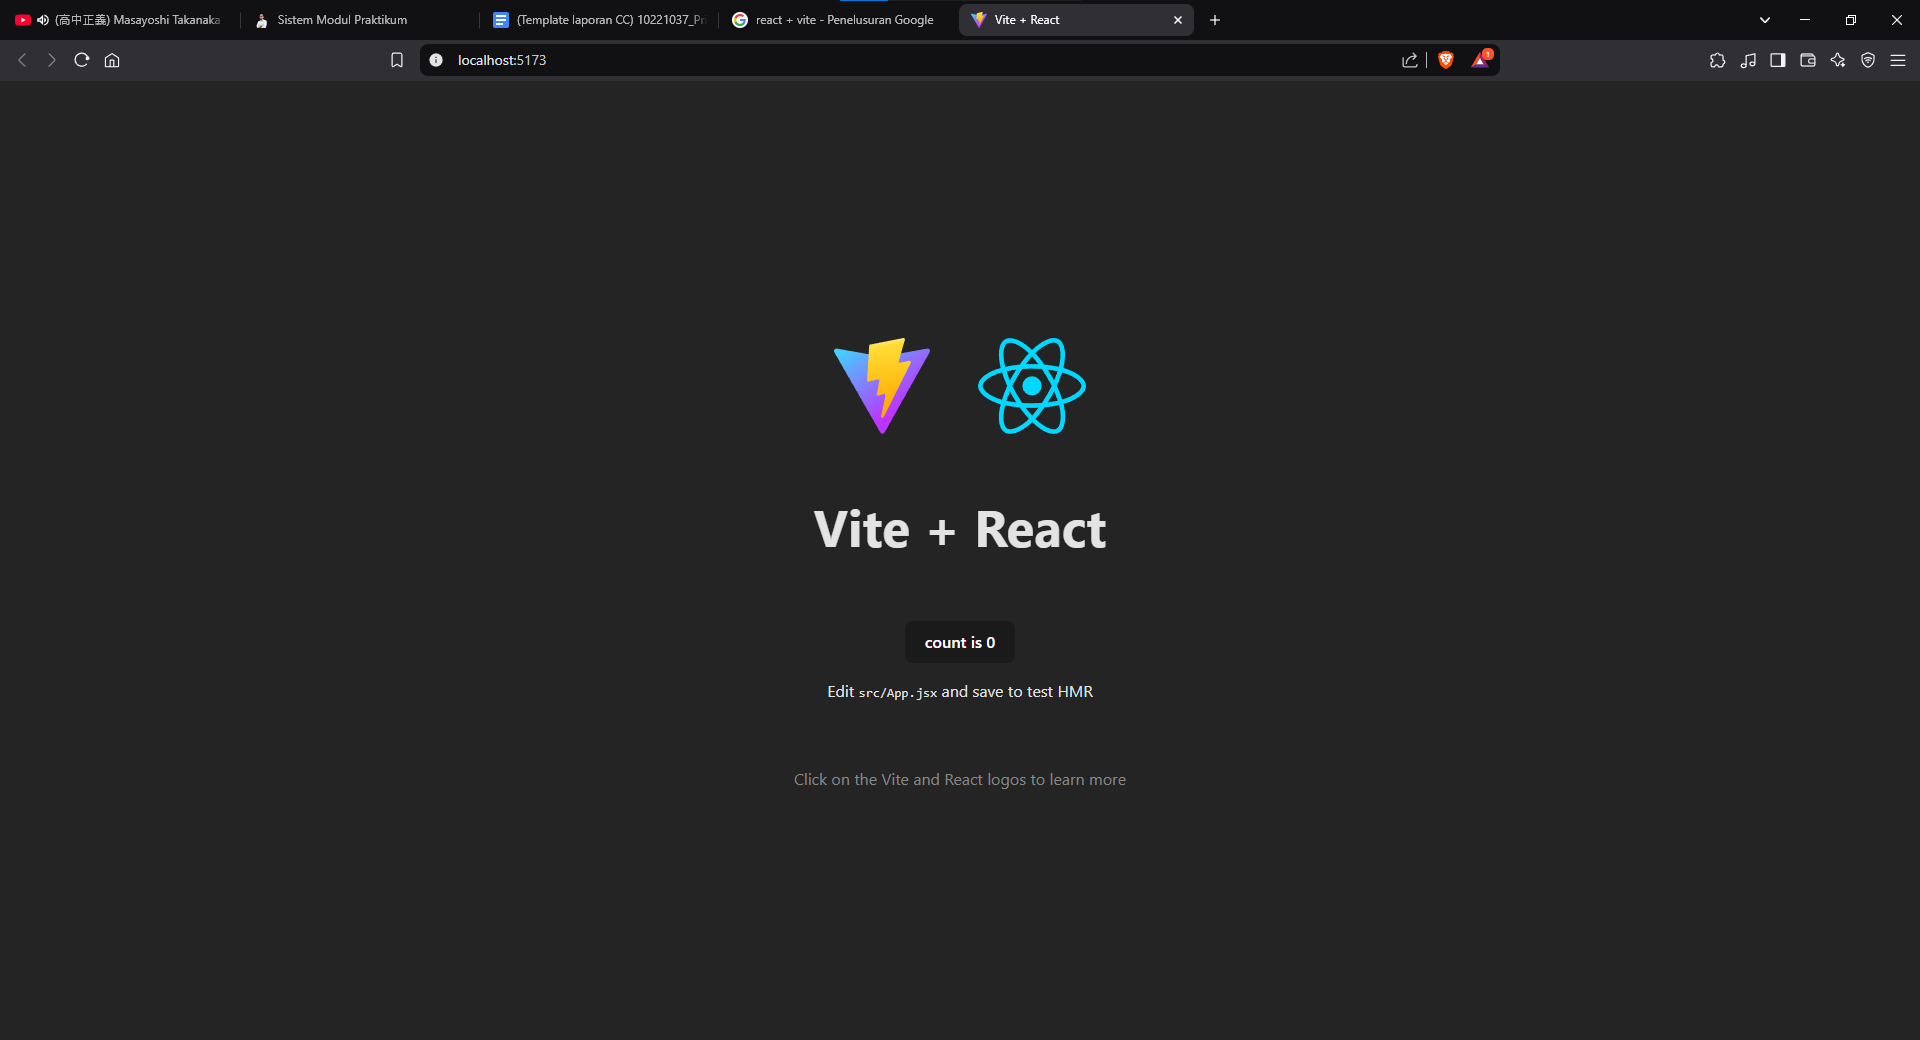 (高中正義) Masayoshi Takanaka
Sistem Modul Praktikum
(Template laporan CC) 10221037_Pri
react + vite - Penelusuran Google
Vite + React
localhost:5173
1
Vite + React
count is 0
Edit src/App.jsx and save to test HMR
Click on the Vite and React logos to learn more